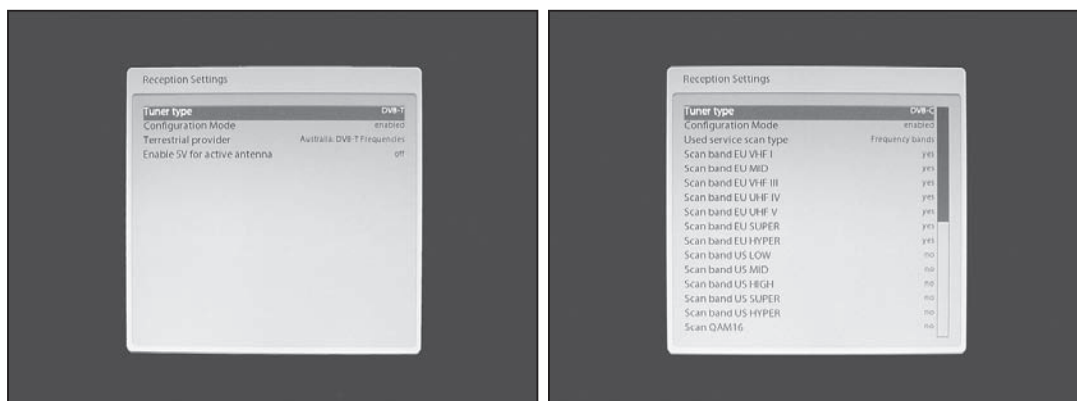 Reception Settings
Tuner type DVB-T
Configuration Mode enabled
Terrestrial provider Australia: DVB-T Frequencies
Enable 5V for active antenna off
Reception Settings
Tuner type DVB-C
Configuration Mode enabled
Used service scan type Frequency bands
Scan band EU VHF I yes
Scan band EU MID yes
Scan band EU VHF III yes
Scan band EU UHF IV yes
Scan band EU UHF V yes
Scan band EU SUPER yes
Scan band EU HYPER yes
Scan band US LOW no
Scan band US MID no
Scan band US HIGH no
Scan band US SUPER no
Scan band US HYPER no
Scan QAM16 no